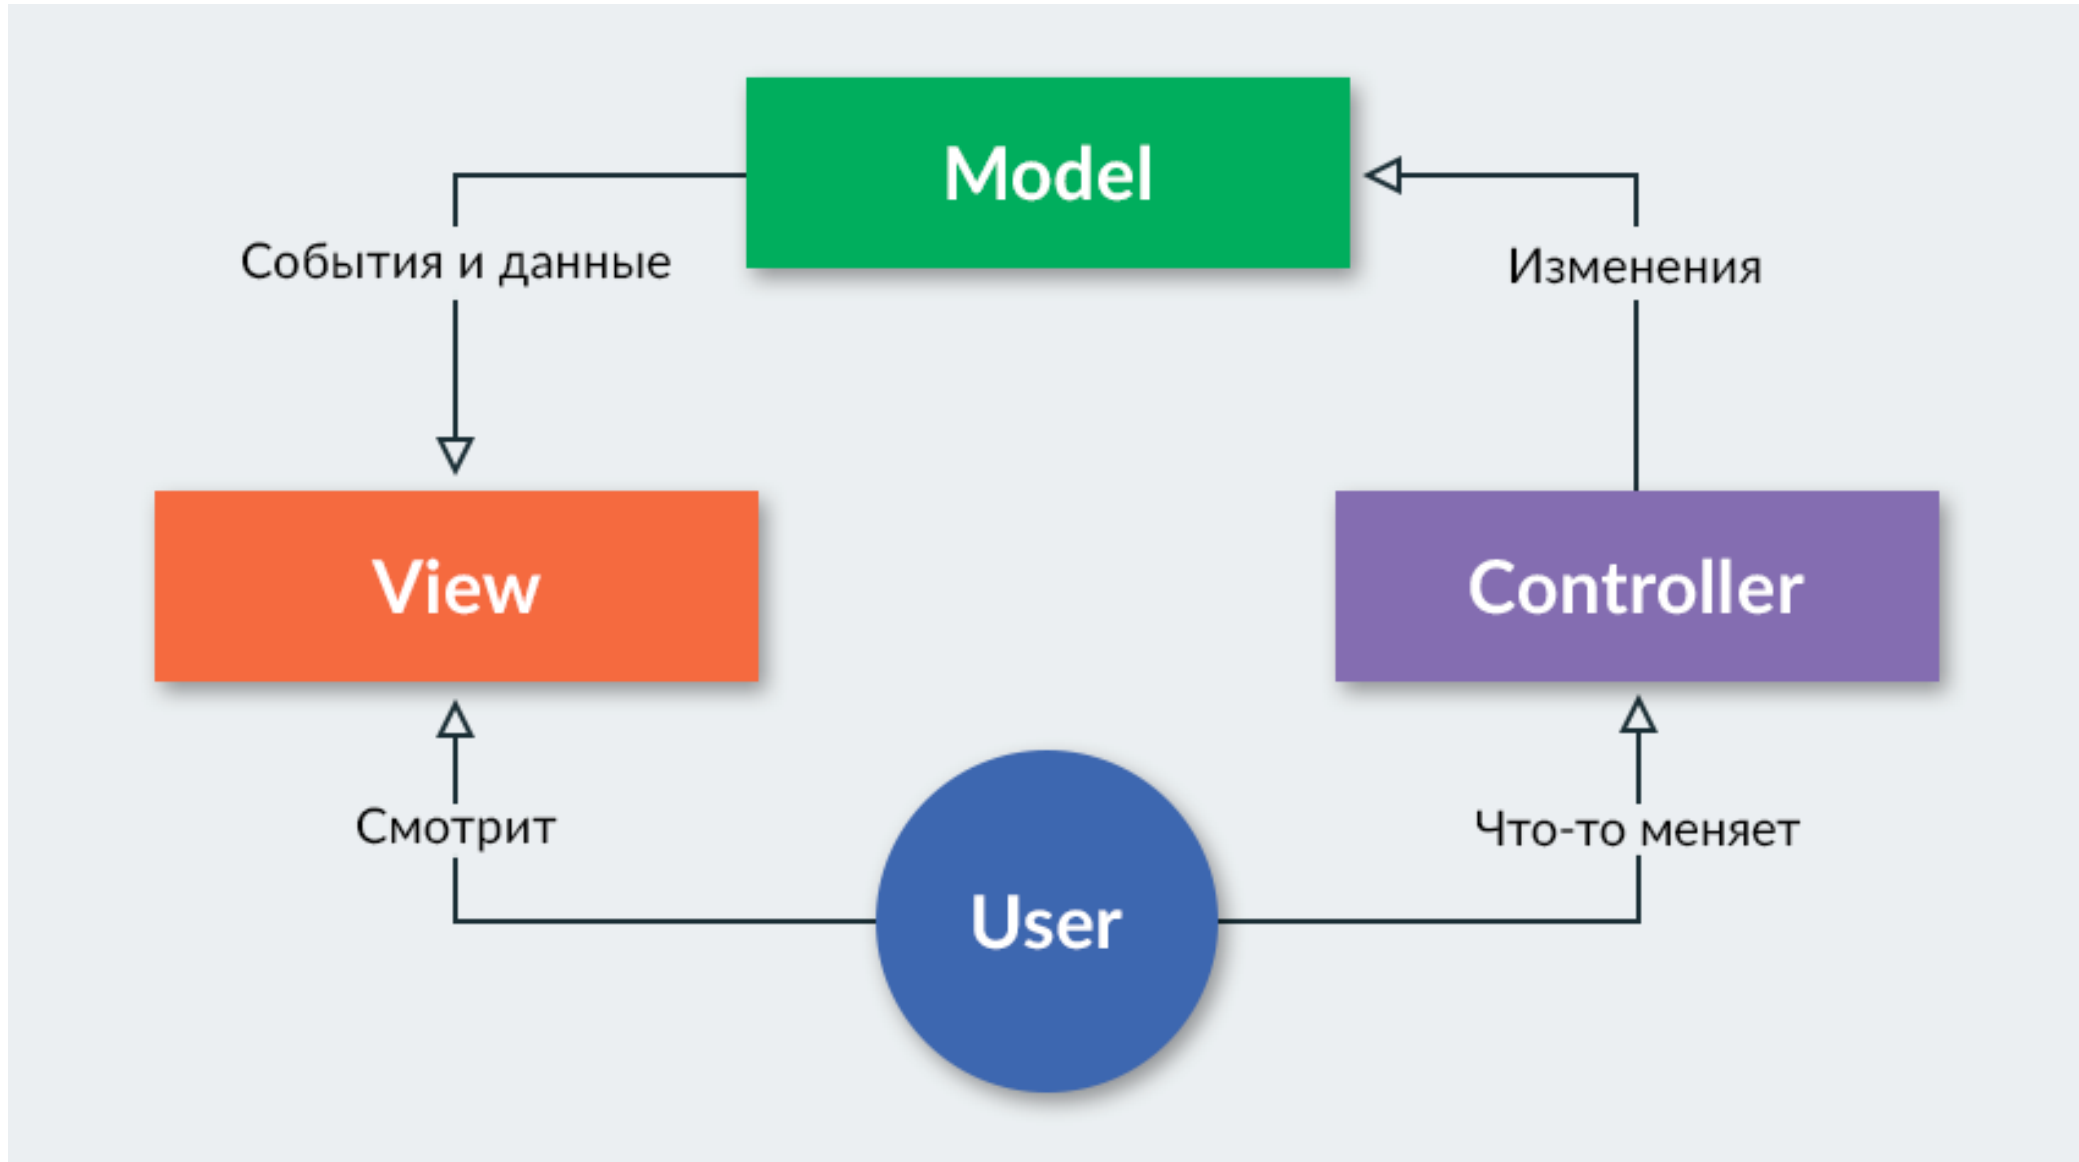 Model
События и данные
Изменения
View
Controller
Смотрит
Что-то меняет
User